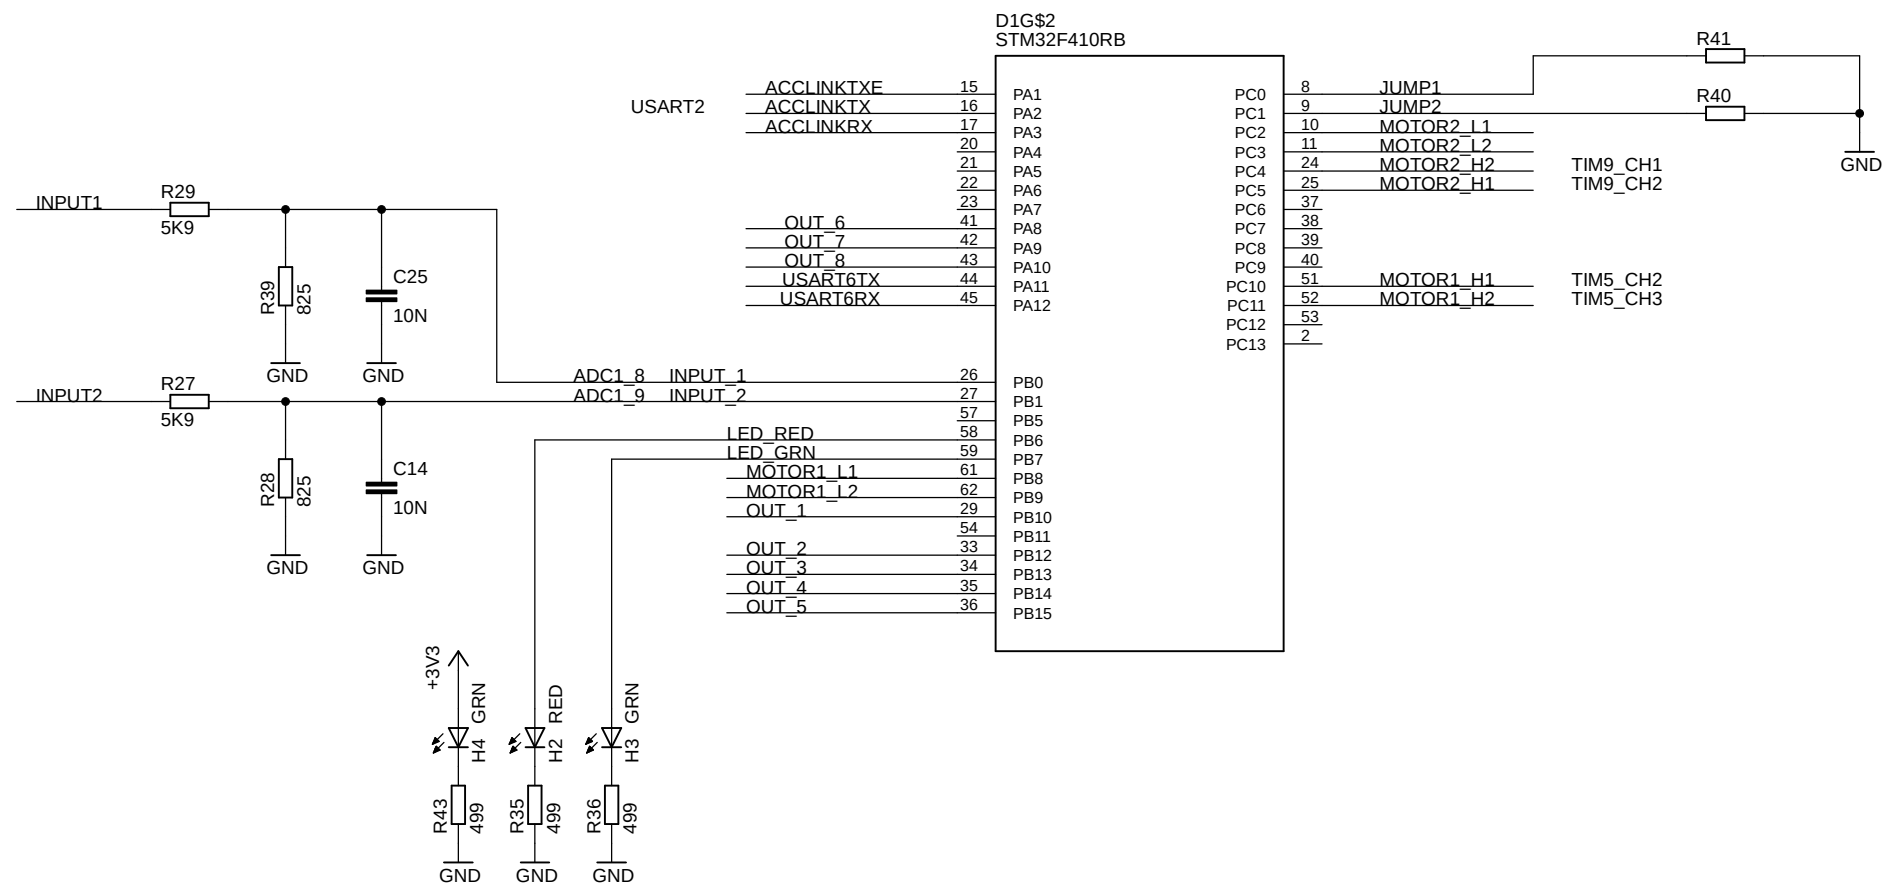 D1G$2
STM32F410RB
R41
R40
GND
USART2
ACCLINKTXE 15 PA1
ACCLINKTX 16 PA2
ACCLINKRX 17 PA3
20 PA4
21 PA5
22 PA6
23 PA7
OUT_6 41 PA8
OUT_7 42 PA9
OUT_8 43 PA10
USART6TX 44 PA11
USART6RX 45 PA12
PC0 8 JUMP1
PC1 9 JUMP2
PC2 10 MOTOR2_L1
PC3 11 MOTOR2_L2
PC4 24 MOTOR2_H2 TIM9_CH1
PC5 25 MOTOR2_H1 TIM9_CH2
PC6 37
PC7 38
PC8 39
PC9 40
PC10 51 MOTOR1_H1 TIM5_CH2
PC11 52 MOTOR1_H2 TIM5_CH3
PC12 53
PC13 2
INPUT1
R29
5K9
R39
825
C25
10N
GND
GND
INPUT2
R27
5K9
R28
825
C14
10N
GND
GND
ADC1_8 INPUT_1 26 PB0
ADC1_9 INPUT_2 27 PB1
57 PB5
LED_RED 58 PB6
LED_GRN 59 PB7
MOTOR1_L1 61 PB8
MOTOR1_L2 62 PB9
OUT_1 29 PB10
54 PB11
OUT_2 33 PB12
OUT_3 34 PB13
OUT_4 35 PB14
OUT_5 36 PB15
+3V3
H4 GRN
H2 RED
H3 GRN
R43
499
R35
499
R36
499
GND
GND
GND